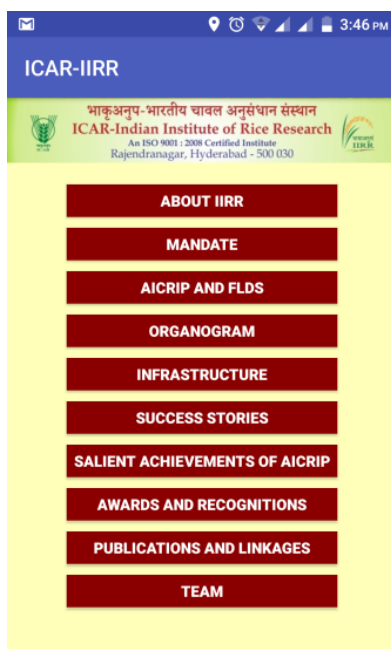 3:46 PM
ICAR-IIRR
भाकृअनुप-भारतीय चावल अनुसंधान संस्थान
ICAR-Indian Institute of Rice Research
An ISO 9001 : 2008 Certified Institute
Rajendranagar, Hyderabad - 500 030
IIRR
ABOUT IIRR
MANDATE
AICRIP AND FLDS
ORGANOGRAM
INFRASTRUCTURE
SUCCESS STORIES
SALIENT ACHIEVEMENTS OF AICRIP
AWARDS AND RECOGNITIONS
PUBLICATIONS AND LINKAGES
TEAM